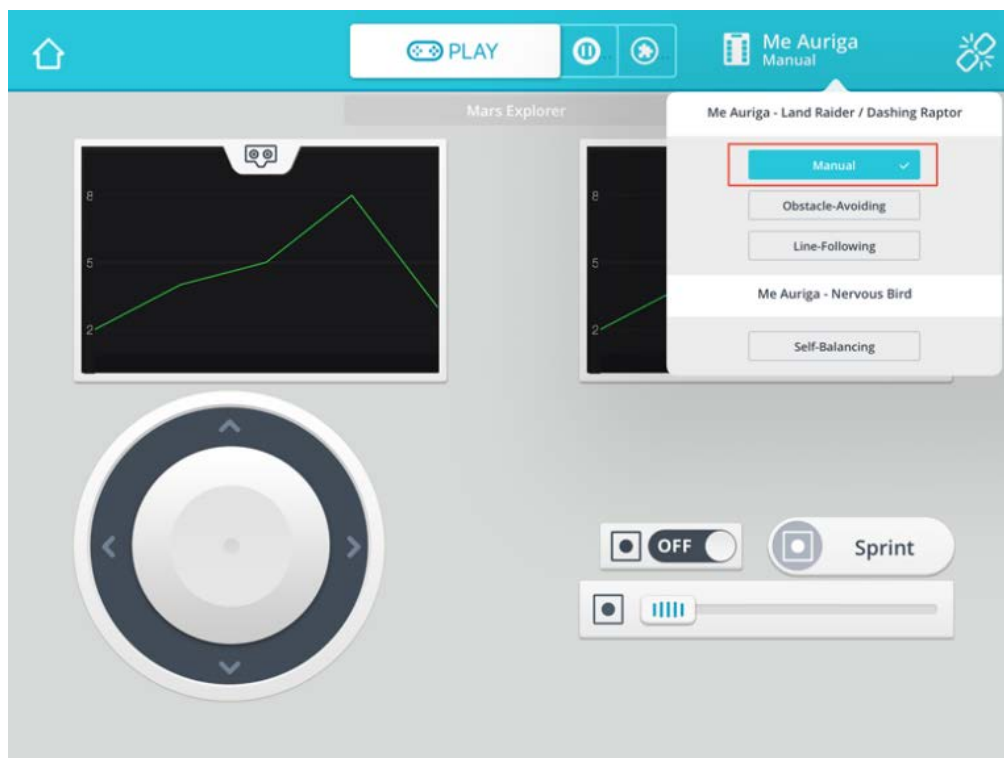 PLAY
Me Auriga
Manual
Mars Explorer
Me Auriga - Land Raider / Dashing Raptor
Manual
Obstacle-Avoiding
Line-Following
Me Auriga - Nervous Bird
Self-Balancing
8
5
2
8
5
2
OFF
Sprint